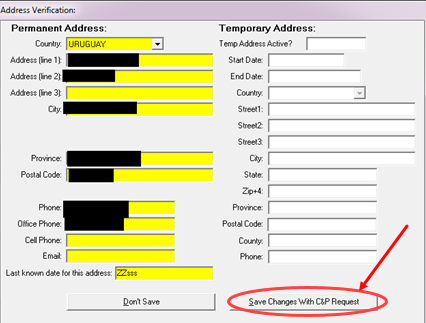 Address Verification:
Permanent Address:
Country: URUGUAY
Address (line 1):
Address (line 2):
Address (line 3):
City:
Province:
Postal Code:
Phone:
Office Phone:
Cell Phone:
Email:
Last known date for this address: ZZsss
Don't Save
Temporary Address:
Temp Address Active?
Start Date:
End Date:
Country:
Street1:
Street2:
Street3:
City:
State:
Zip+4:
Province:
Postal Code:
County:
Phone:
Save Changes With C&P Request